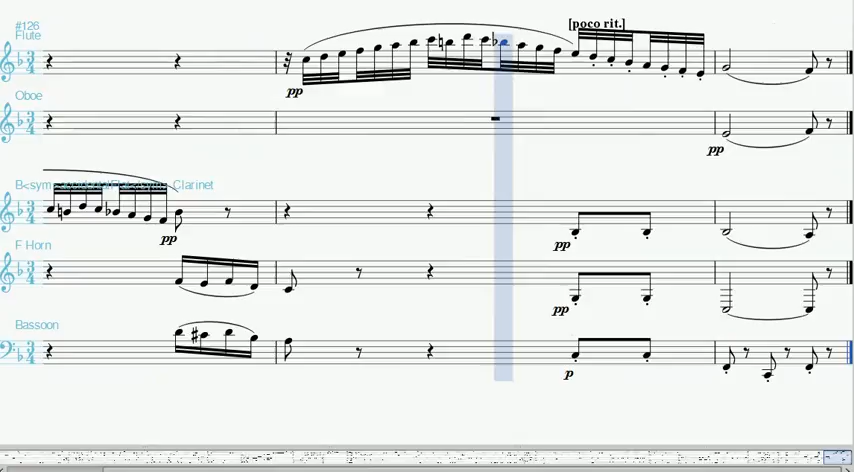 #126
Flute
[poco rit.]
pp
Oboe
pp
Clarinet
pp
pp
F Horn
pp
Bassoon
p